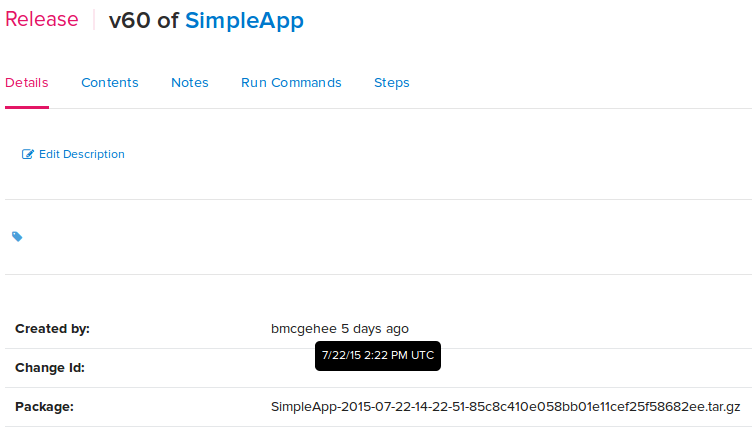 Release v60 of SimpleApp
Details Contents Notes Run Commands Steps
Edit Description
Created by: bmcgehee 5 days ago
7/22/15 2:22 PM UTC
Change Id:
Package: SimpleApp-2015-07-22-14-22-51-85c8c410e058bb01e11cef25f58682ee.tar.gz